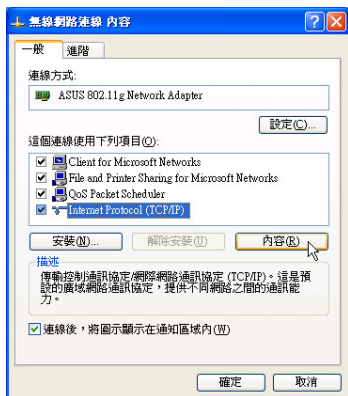 無線網路連線 內容
一般
進階
連線方式:
ASUS 802.11g Network Adapter
設定(C)...
這個連線使用下列項目(O):
Client for Microsoft Networks
File and Printer Sharing for Microsoft Networks
QoS Packet Scheduler
Internet Protocol (TCP/IP)
安裝(N)...
解除安裝(U)
內容(R)
描述
傳輸控制通訊協定/網際網路通訊協定 (TCP/IP)。這是預
設的廣域網路通訊協定，提供不同網路之間的通訊能
力。
連線後，將圖示顯示在通知區域內(W)
確定
取消